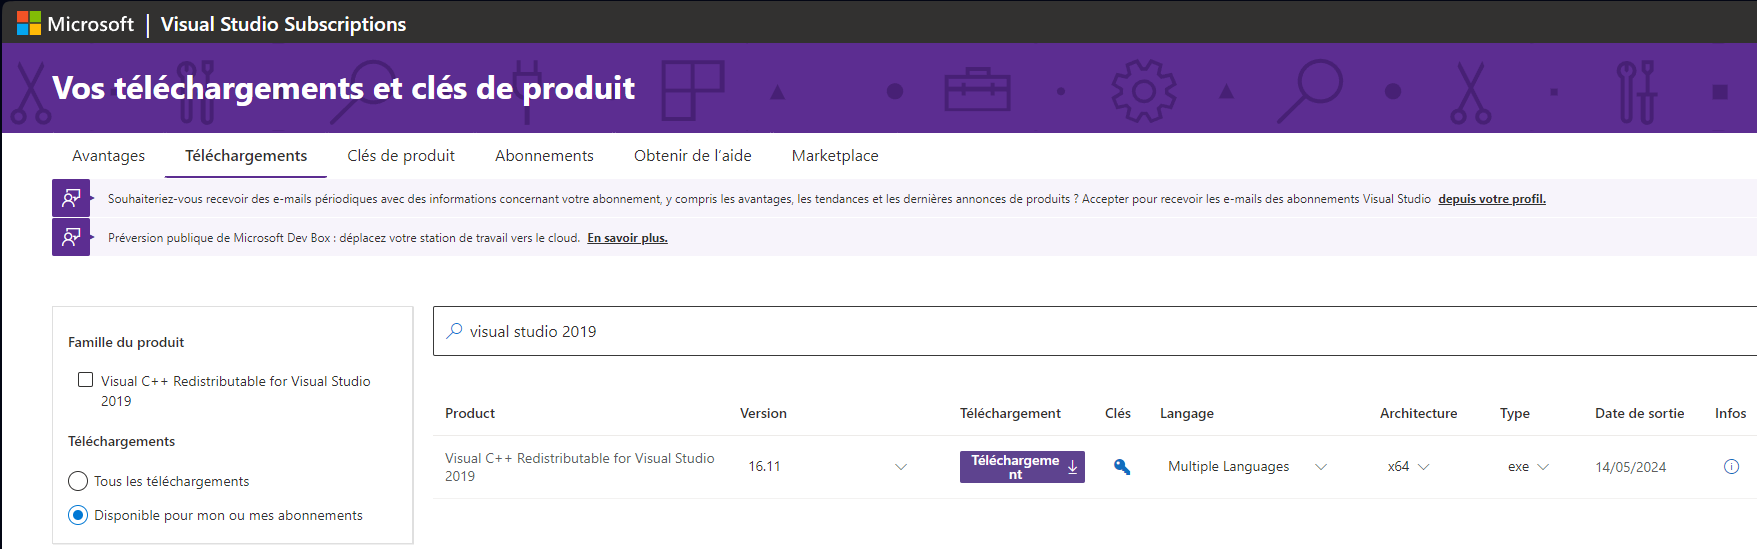 Microsoft | Visual Studio Subscriptions
Vos téléchargements et clés de produit
Avantages Téléchargements Clés de produit Abonnements Obtenir de l’aide Marketplace
Souhaiteriez-vous recevoir des e-mails périodiques avec des informations concernant votre abonnement, y compris les avantages, les tendances et les dernières annonces de produits ? Accepter pour recevoir les e-mails des abonnements Visual Studio depuis votre profil.
Préversion publique de Microsoft Dev Box : déplacez votre station de travail vers le cloud. En savoir plus.
Famille du produit
Visual C++ Redistributable for Visual Studio
2019
Téléchargements
Tous les téléchargements
Disponible pour mon ou mes abonnements
visual studio 2019
Product Version Téléchargement Clés Langage Architecture Type Date de sortie Infos
Visual C++ Redistributable for Visual Studio
2019
16.11
Téléchargeme
nt
Multiple Languages
x64
exe
14/05/2024